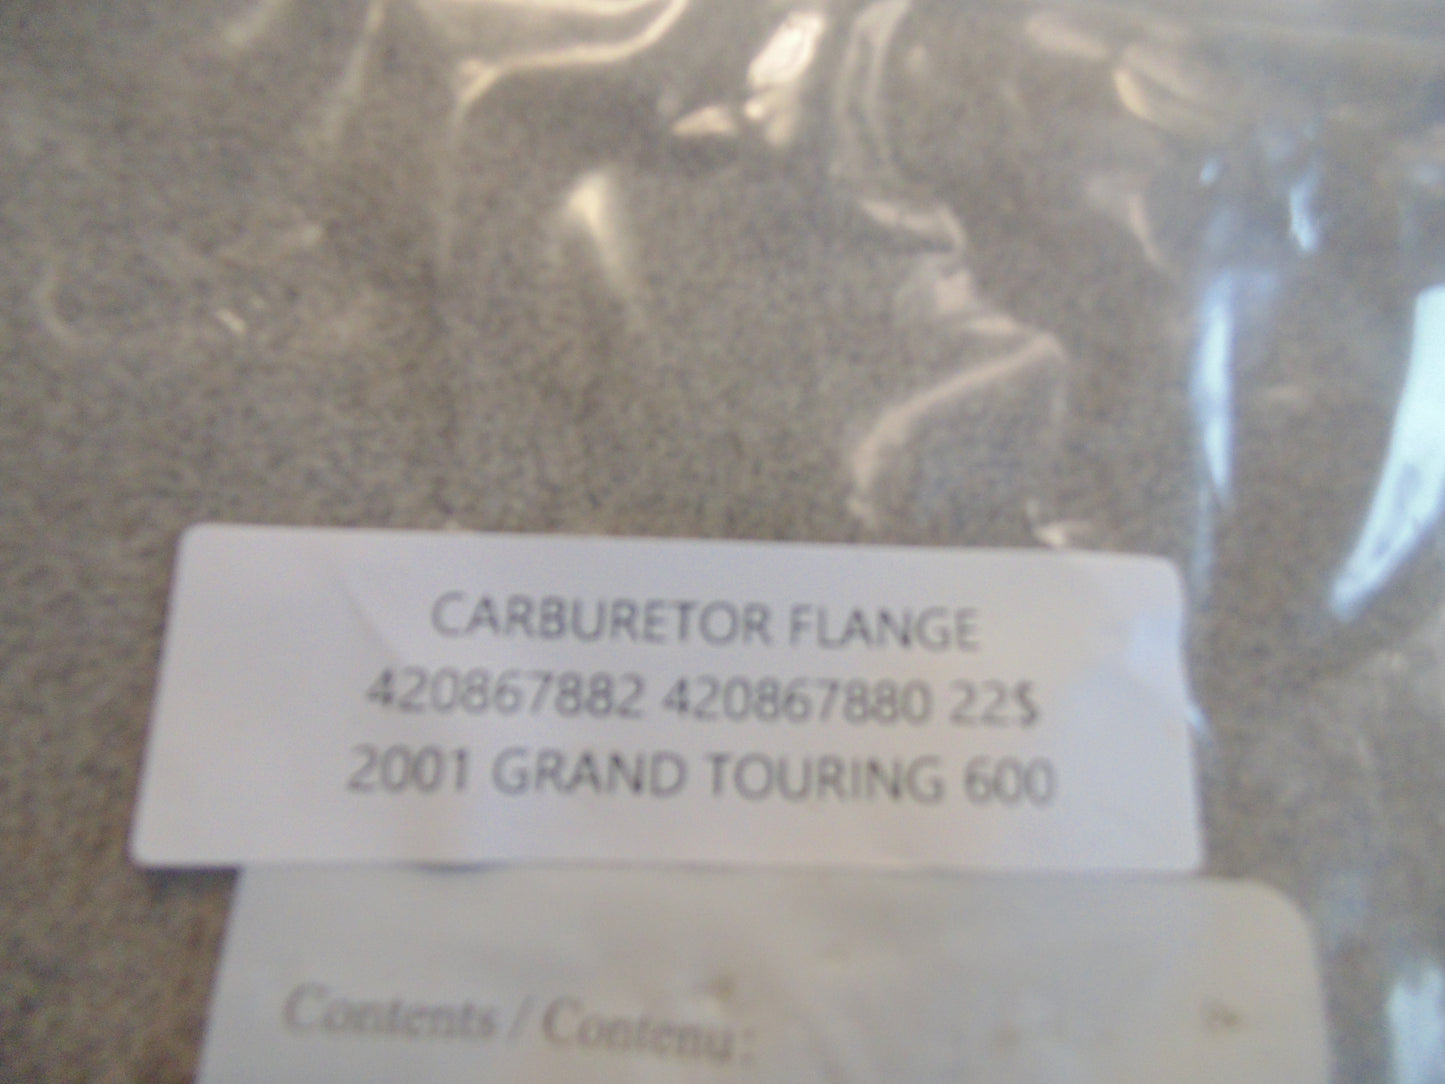 CARBURETOR FLANGE
420867882 420867880 22$
2001 GRAND TOURING 600
Contents / Contenu: